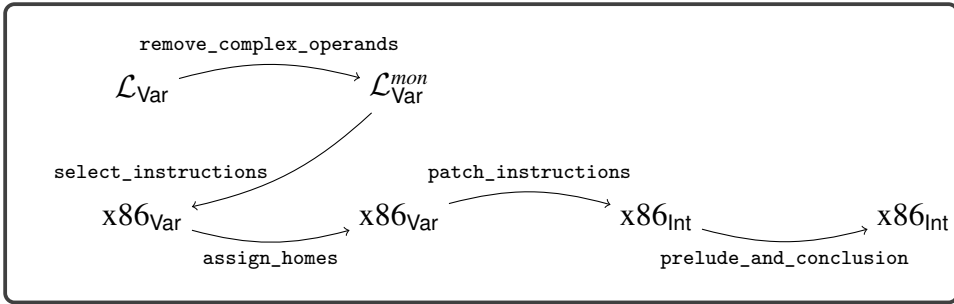 remove_complex_operands
ℒVar ℒᵐᵒⁿVar
select_instructions patch_instructions
x86Var x86Var x86Int x86Int
assign_homes prelude_and_conclusion